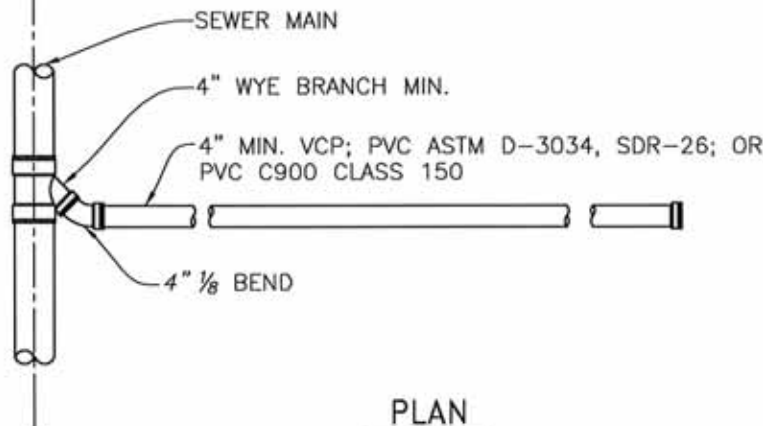 SEWER MAIN
4" WYE BRANCH MIN.
4" MIN. VCP; PVC ASTM D-3034, SDR-26; OR
PVC C900 CLASS 150
4" ⅛ BEND
PLAN